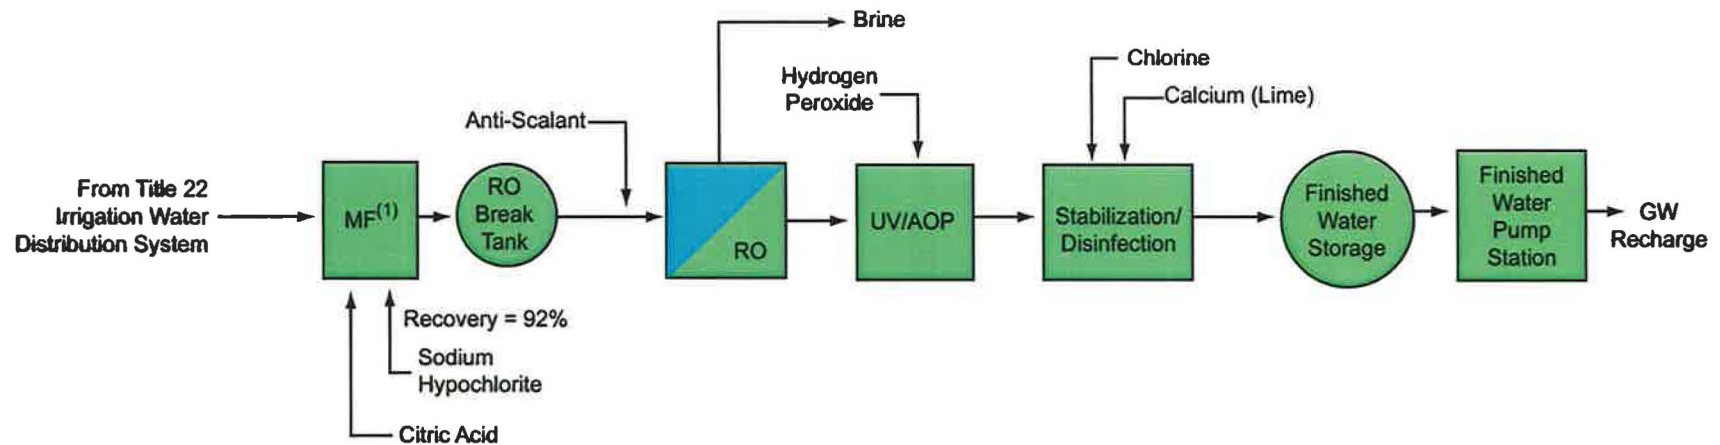 Brine
Chlorine
Hydrogen
Peroxide
Calcium (Lime)
Anti-Scalant
From Title 22
Irrigation Water
Distribution System
MF(1)
RO
Break
Tank
RO
UV/AOP
Stabilization/
Disinfection
Finished
Water
Storage
Finished
Water
Pump
Station
GW
Recharge
Recovery = 92%
Sodium
Hypochlorite
Citric Acid